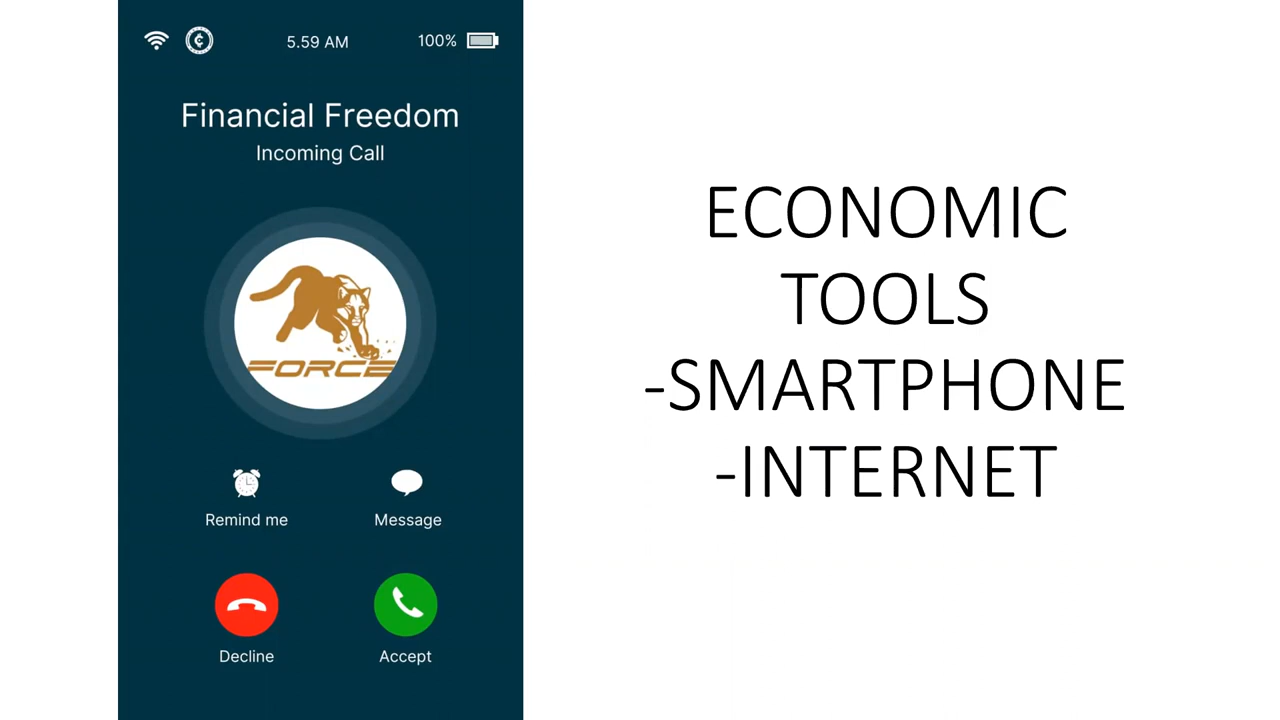 5.59 AM
100%
Financial Freedom
Incoming Call
FORCE
Remind me
Message
Decline
Accept
ECONOMIC
TOOLS
-SMARTPHONE
-INTERNET